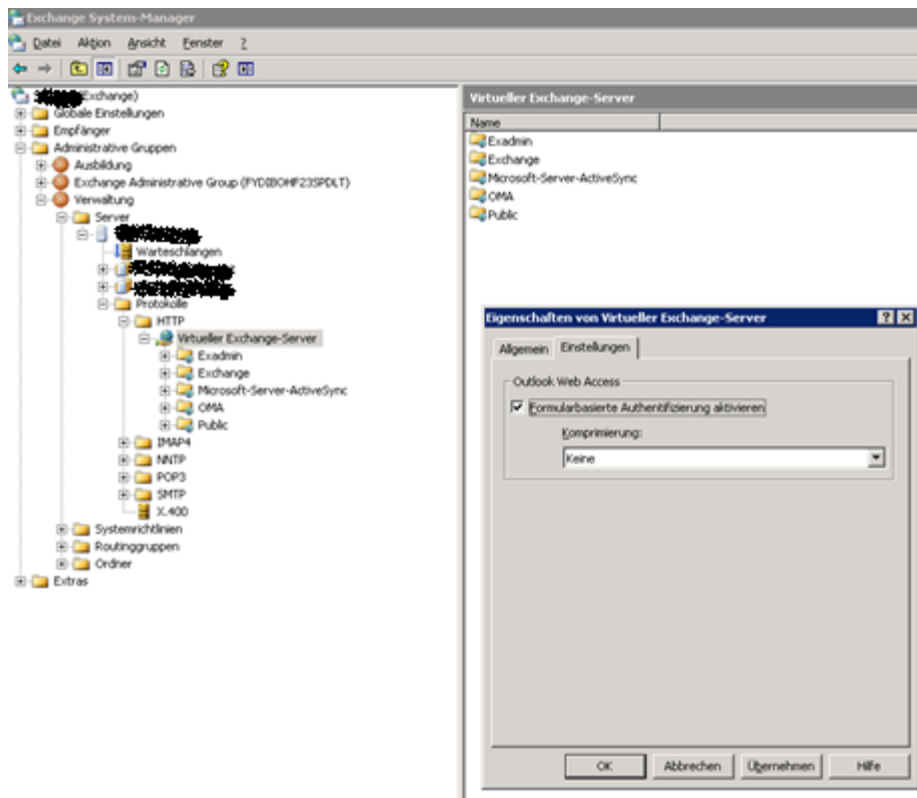 Exchange System-Manager
Datei Aktion Ansicht Fenster ?
(Exchange)
Globale Einstellungen
Empfänger
Administrative Gruppen
Ausbildung
Exchange Administrative Group (FYDIBOHF23SPDLT)
Verwaltung
Server
Warteschlangen
Protokolle
HTTP
Virtueller Exchange-Server
Exadmin
Exchange
Microsoft-Server-ActiveSync
OMA
Public
IMAP4
NNTP
POP3
SMTP
X.400
Systemrichtlinien
Routinggruppen
Ordner
Extras
Virtueller Exchange-Server
Name
Exadmin
Exchange
Microsoft-Server-ActiveSync
OMA
Public
Eigenschaften von Virtueller Exchange-Server
Allgemein Einstellungen
Outlook Web Access
Formularbasierte Authentifizierung aktivieren
Komprimierung:
Keine
OK Abbrechen Übernehmen Hilfe